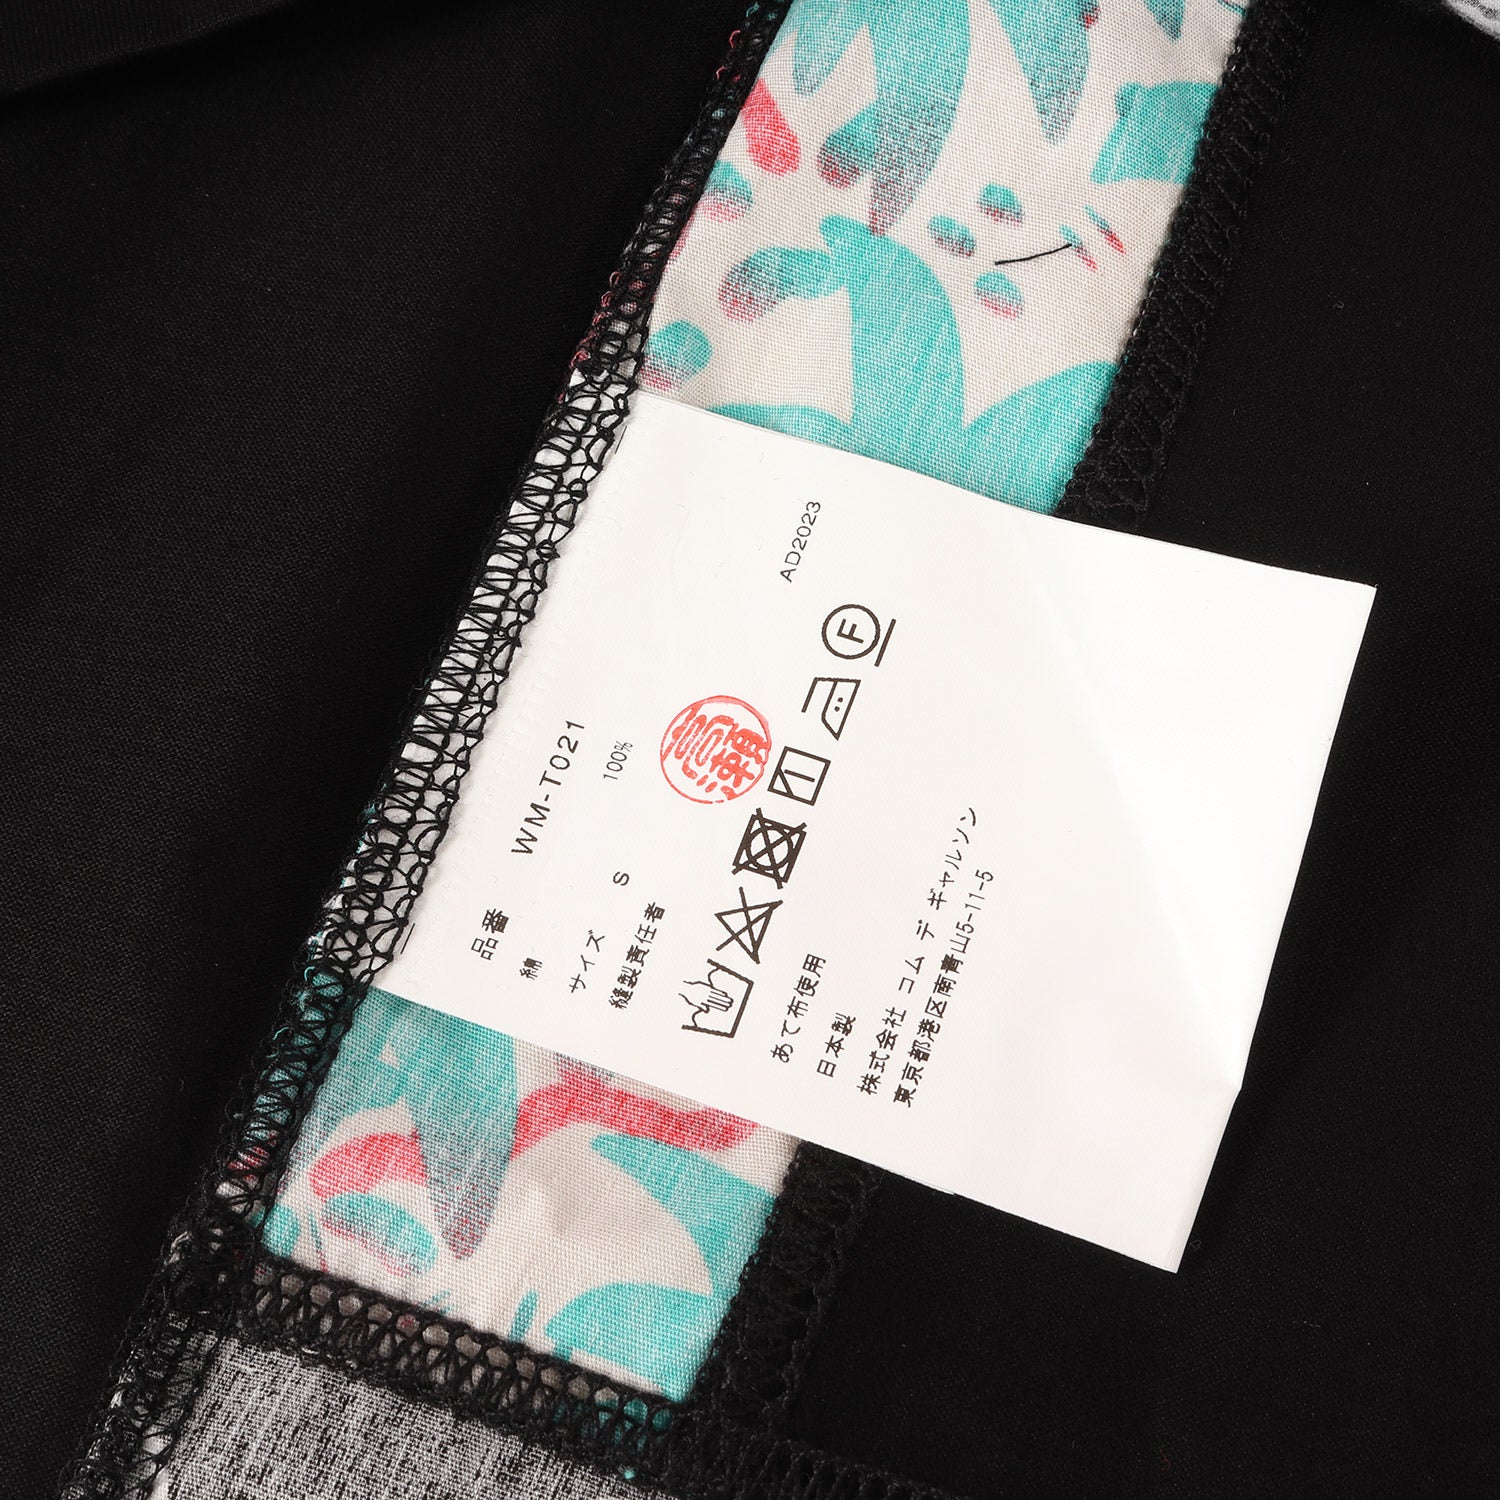 AD2023
品番 WM-T021
綿 100%
サイズ S
縫製責任者
高瀬
F
あて布使用
日本製
株式会社 コム デ ギャルソン
東京都港区南青山5-11-5